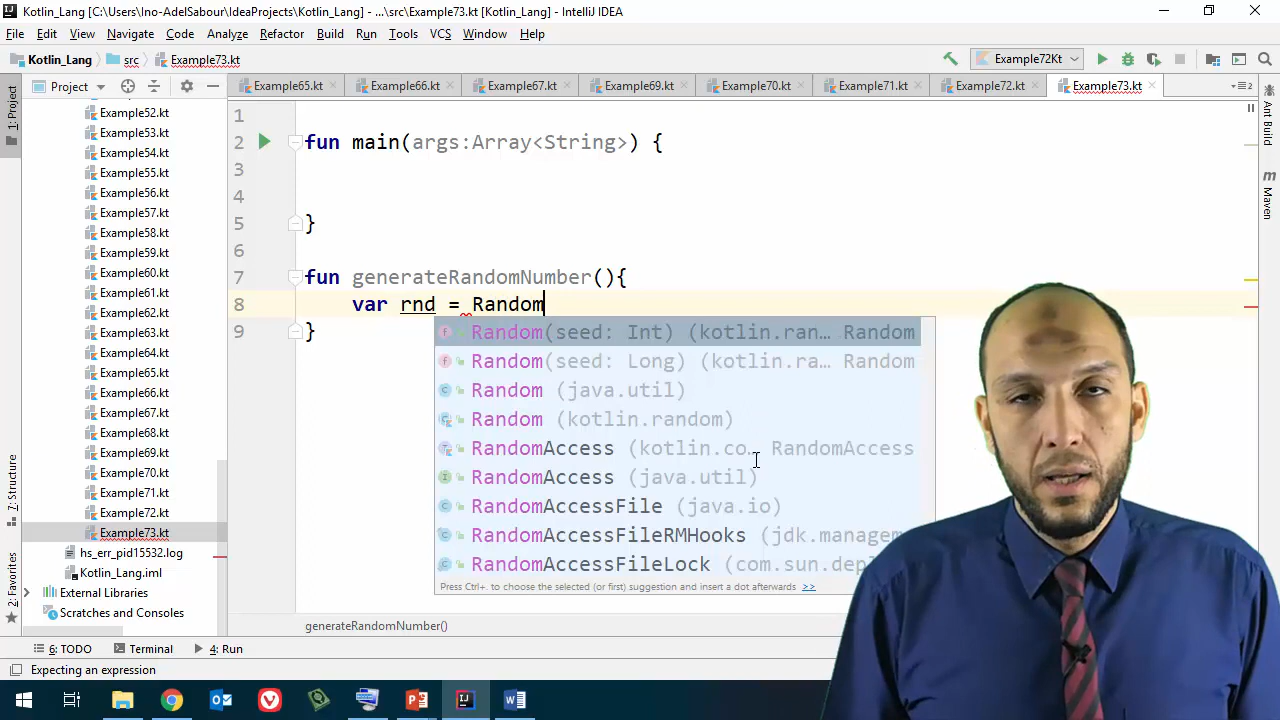 Kotlin_Lang [C:\Users\Ino-AdelSabour\IdeaProjects\Kotlin_Lang] - ...\src\Example73.kt [Kotlin_Lang] - IntelliJ IDEA
File Edit View Navigate Code Analyze Refactor Build Run Tools VCS Window Help
Kotlin_Lang src Example73.kt
Example72Kt
Project
Example65.kt Example66.kt Example67.kt Example69.kt Example70.kt Example71.kt Example72.kt Example73.kt
1: Project
7: Structure
2: Favorites
Example52.kt
Example53.kt
Example54.kt
Example55.kt
Example56.kt
Example57.kt
Example58.kt
Example59.kt
Example60.kt
Example61.kt
Example62.kt
Example63.kt
Example64.kt
Example65.kt
Example66.kt
Example67.kt
Example68.kt
Example69.kt
Example70.kt
Example71.kt
Example72.kt
Example73.kt
hs_err_pid15532.log
Kotlin_Lang.iml
External Libraries
Scratches and Consoles
1
2 fun main(args:Array<String>) {
3
4
5 }
6
7 fun generateRandomNumber(){
8 var rnd = Random
9 }
Random(seed: Int) (kotlin.ran... Random
Random(seed: Long) (kotlin.ra... Random
Random (java.util)
Random (kotlin.random)
RandomAccess (kotlin.co... RandomAccess
RandomAccess (java.util)
RandomAccessFile (java.io)
RandomAccessFileRMHooks (jdk.managem
RandomAccessFileLock (com.sun.depl
Press Ctrl+. to choose the selected (or first) suggestion and insert a dot afterwards >>
generateRandomNumber()
Ant Build
Maven
6: TODO Terminal 4: Run
Expecting an expression